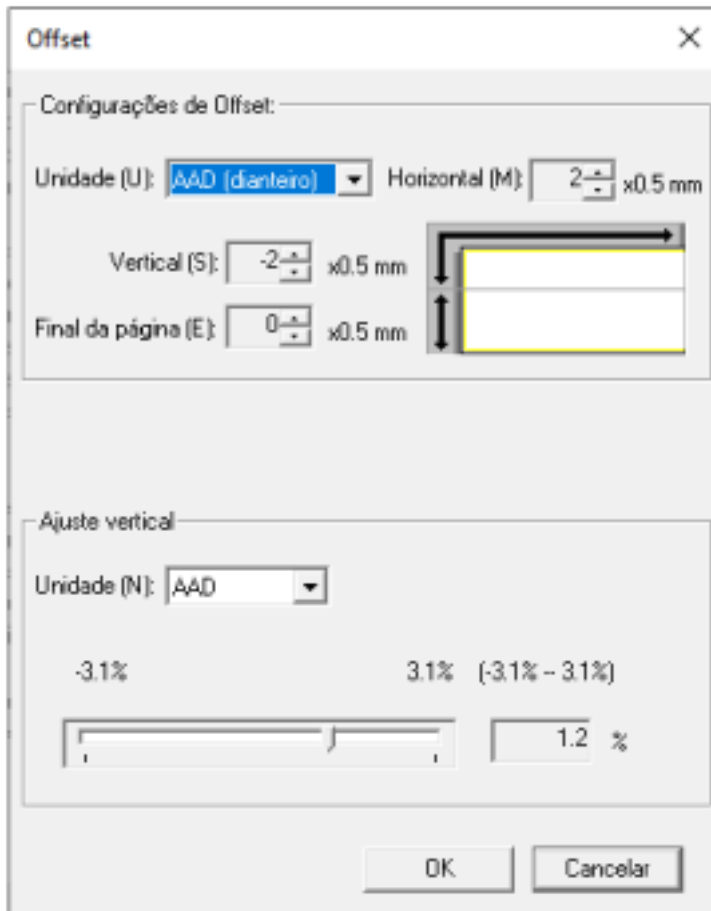 Offset
Configurações de Offset:
Unidade (U): AAD (dianteiro) Horizontal (M): 2 x0.5 mm
Vertical (S): -2 x0.5 mm
Final da página (E): 0 x0.5 mm
Ajuste vertical
Unidade (N): AAD
-3.1% 3.1% (-3.1% -- 3.1%)
1.2 %
OK Cancelar